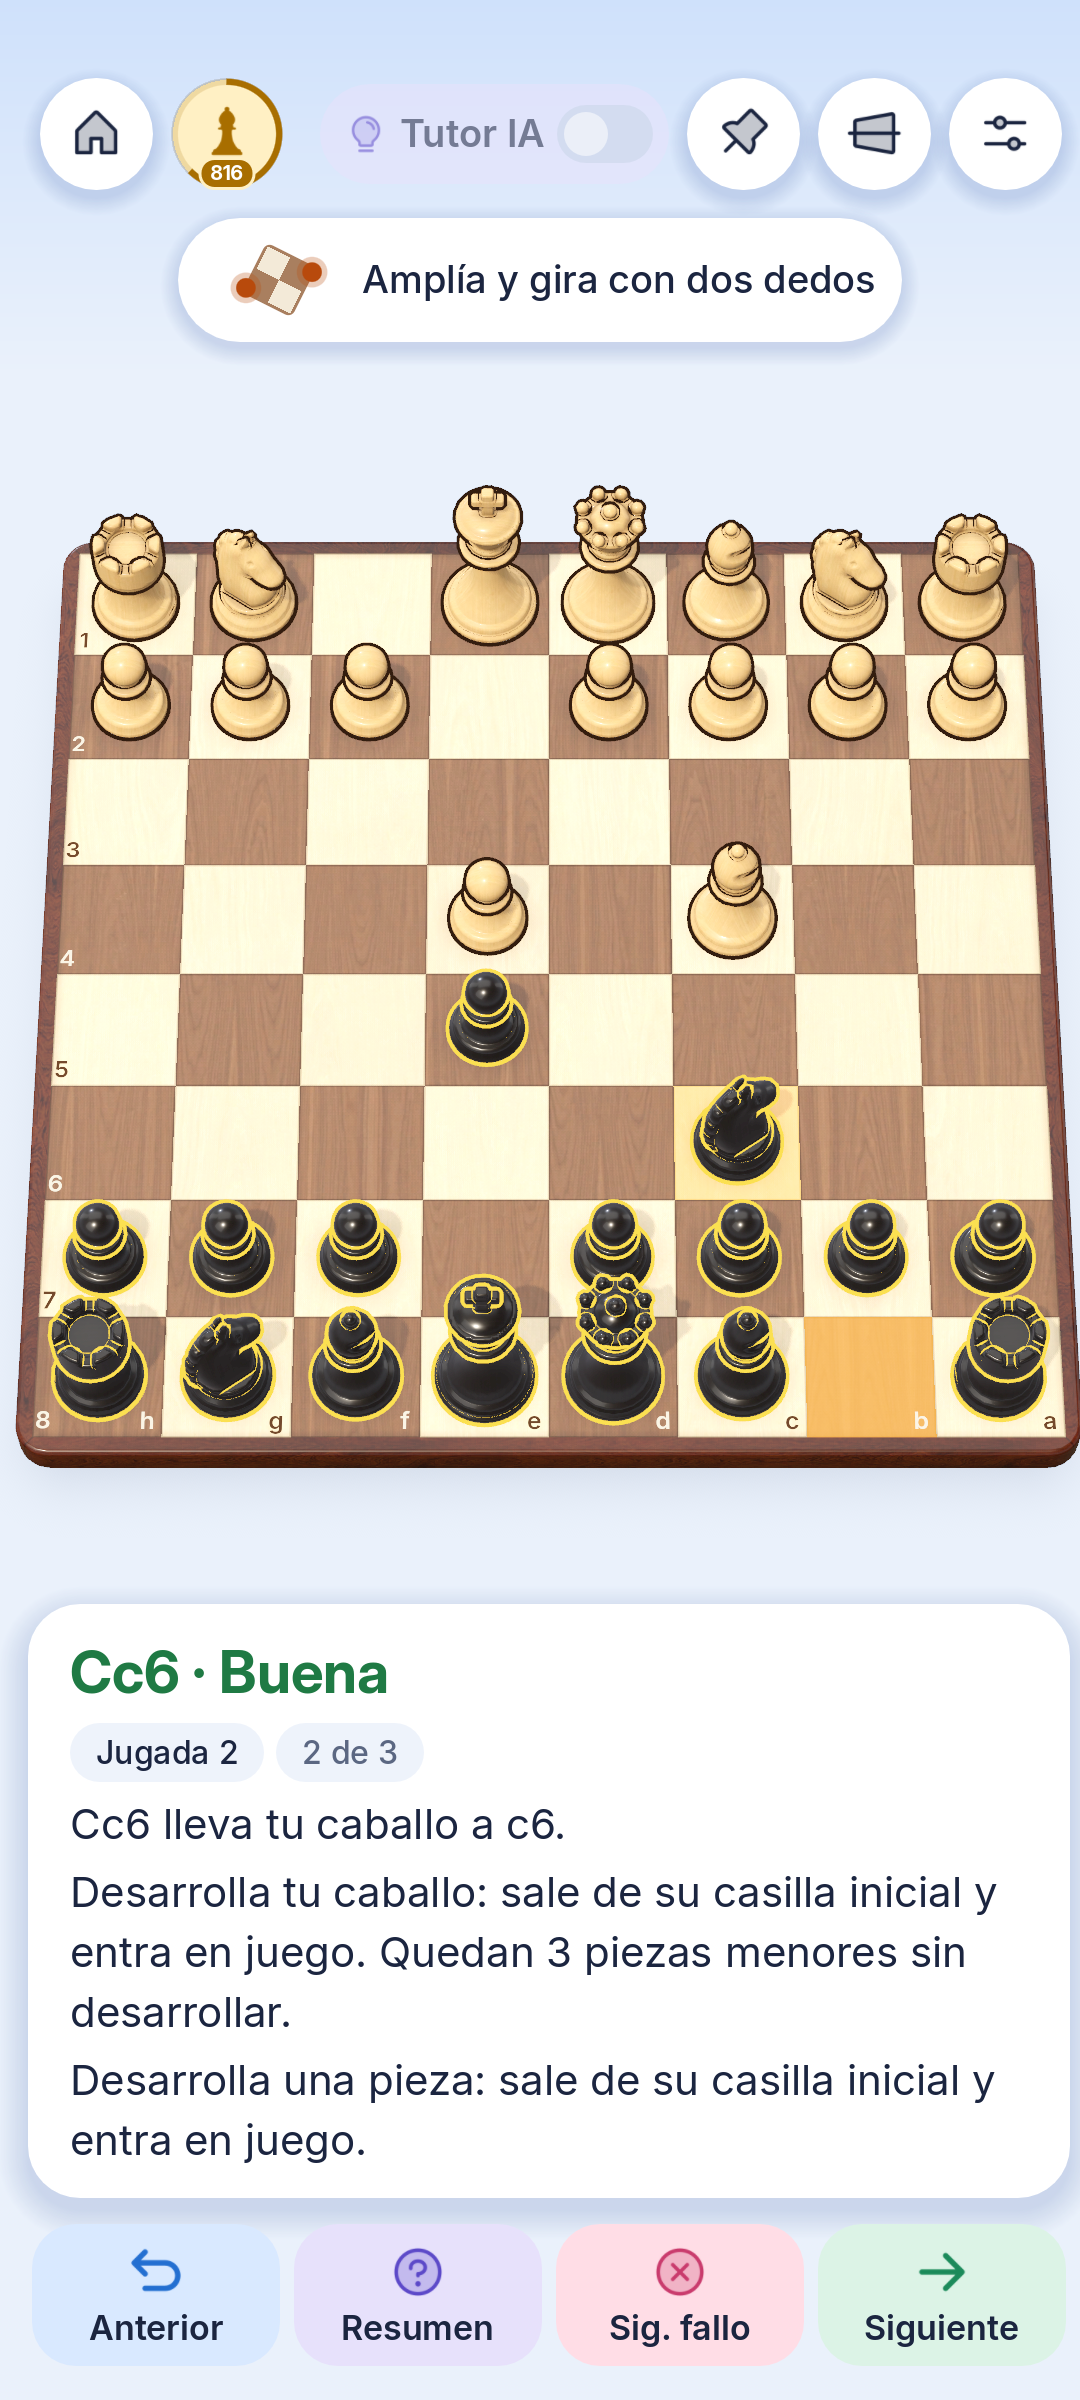 816
Tutor IA
Amplía y gira con dos dedos
1
2
3
4
5
6
7
8 h g f e d c b a
Cc6 · Buena
Jugada 2 2 de 3
Cc6 lleva tu caballo a c6.
Desarrolla tu caballo: sale de su casilla inicial y
entra en juego. Quedan 3 piezas menores sin
desarrollar.
Desarrolla una pieza: sale de su casilla inicial y
entra en juego.
Anterior Resumen Sig. fallo Siguiente